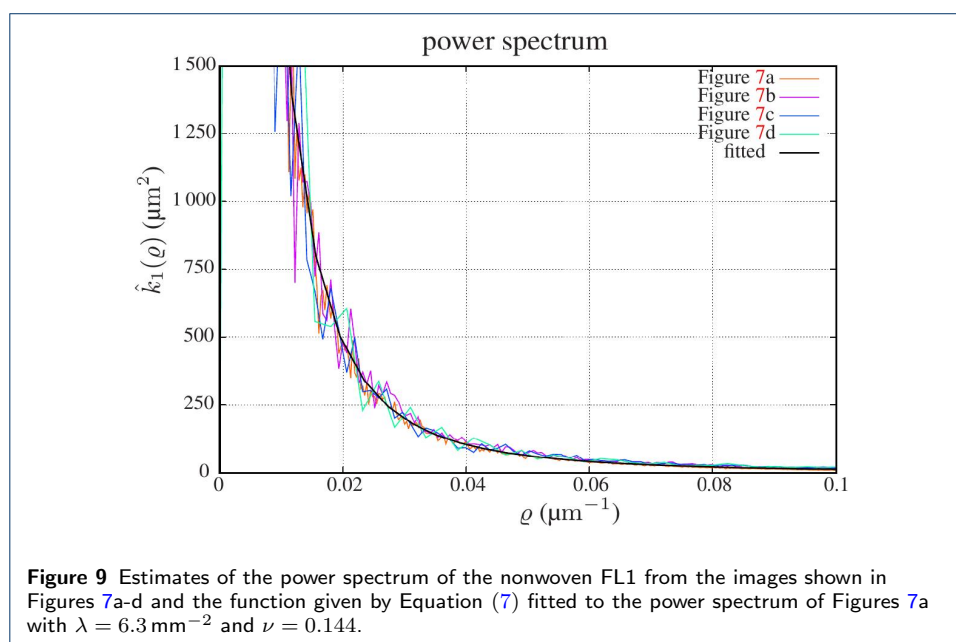 power spectrum
1 500
1 250
1 000
750
500
250
0
k̂₁(ϱ) (µm²)
Figure 7a
Figure 7b
Figure 7c
Figure 7d
fitted
0 0.02 0.04 0.06 0.08 0.1
ϱ (µm⁻¹)
Figure 9 Estimates of the power spectrum of the nonwoven FL1 from the images shown in
Figures 7a-d and the function given by Equation (7) fitted to the power spectrum of Figures 7a
with λ = 6.3 mm⁻² and ν = 0.144.